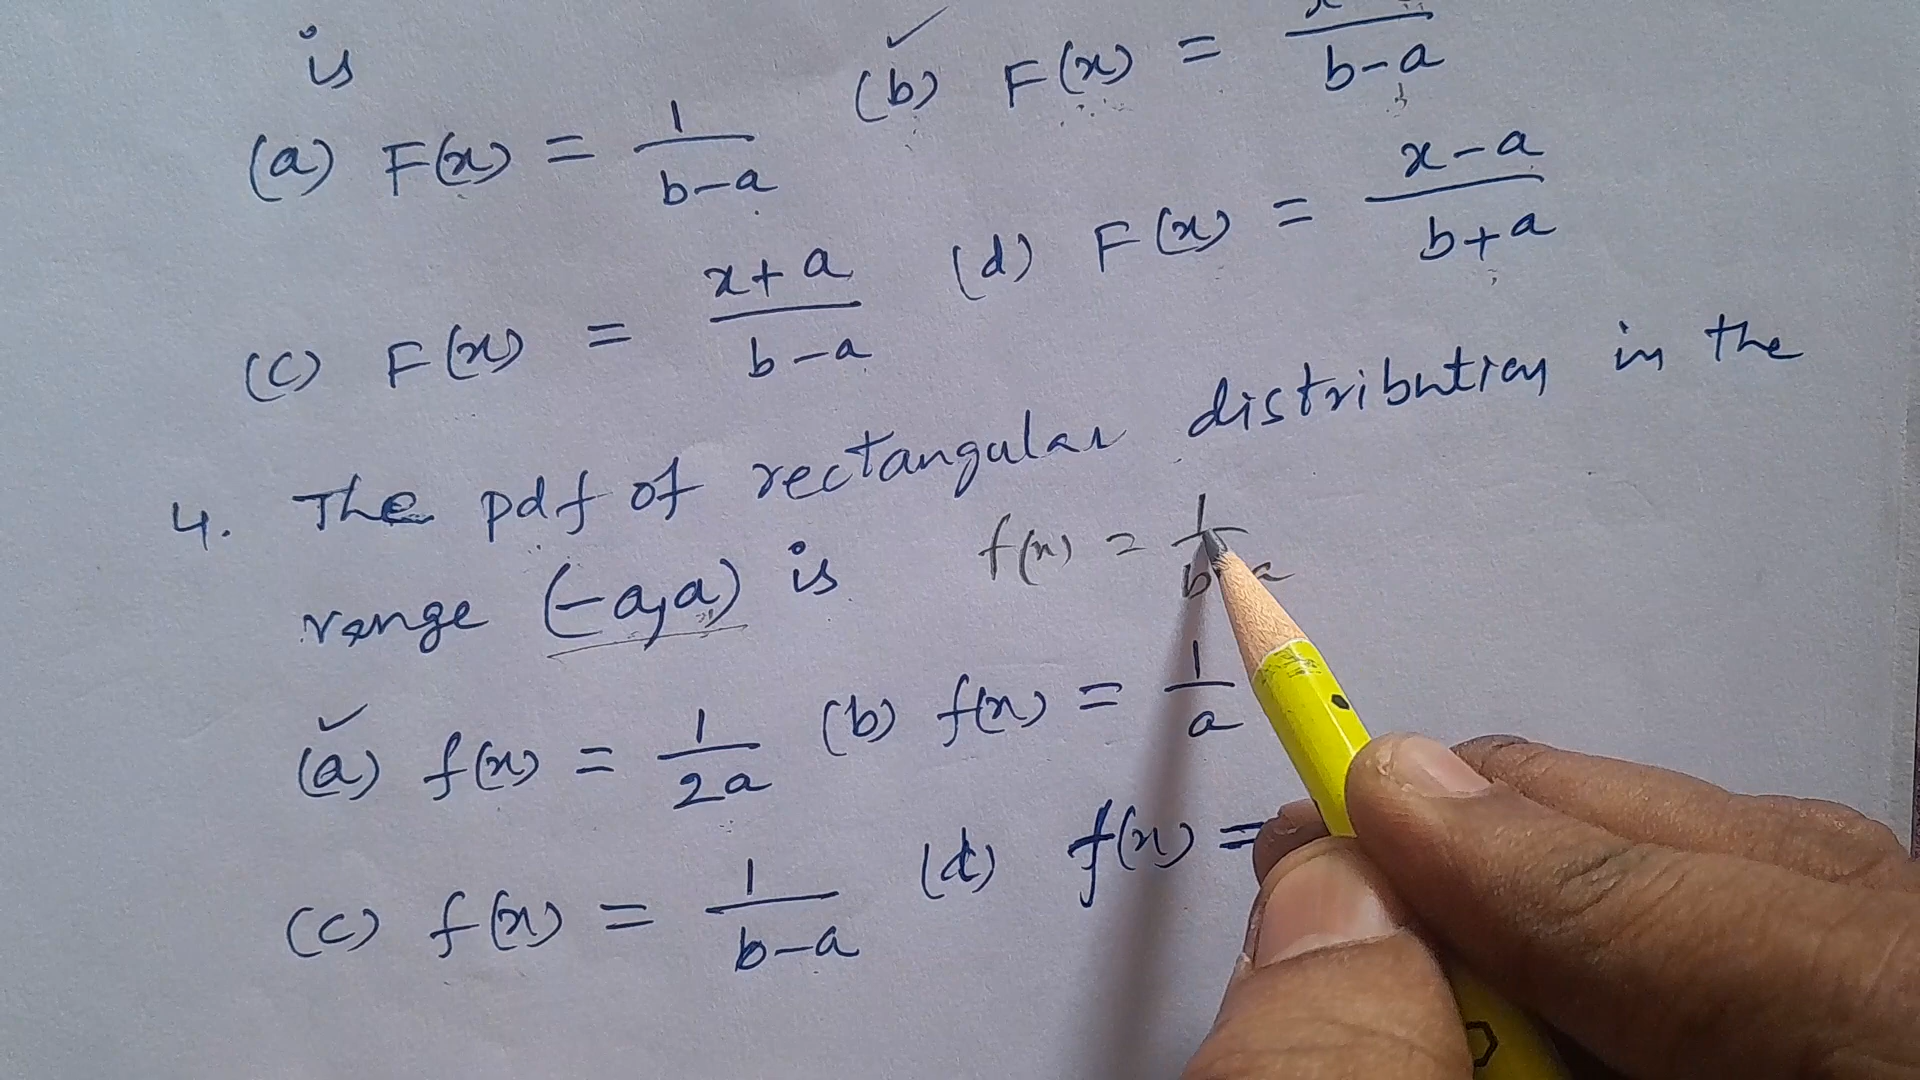 is
(a) F(x) = 1/(b-a) (b) F(x) = /(b-a)
(c) F(x) = (x+a)/(b-a) (d) F(x) = (x-a)/(b+a)
4. The pdf of rectangular distribution in the
range (-a,a) is f(x) = 1/(b-a)
(a) f(x) = 1/2a (b) f(x) = 1/a
(c) f(x) = 1/(b-a) (d) f(x) =